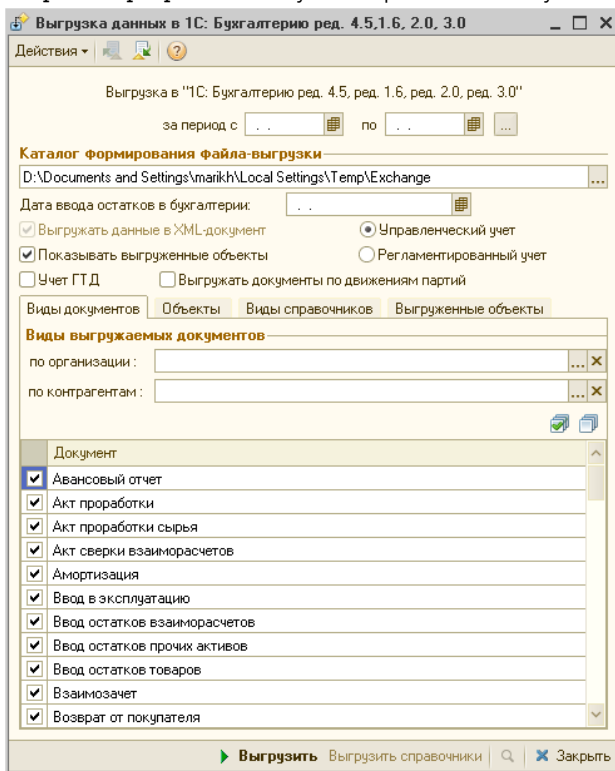 Выгрузка данных в 1С: Бухгалтерию ред. 4.5,1.6, 2.0, 3.0
Действия
Выгрузка в "1С: Бухгалтерию ред. 4.5, ред. 1.6, ред. 2.0, ред. 3.0"
за период с . . по . . ...
Каталог формирования файла-выгрузки
D:\Documents and Settings\marikh\Local Settings\Temp\Exchange ...
Дата ввода остатков в бухгалтерии: . .
Выгружать данные в XML-документ Управленческий учет
Показывать выгруженные объекты Регламентированный учет
Учет ГТД Выгружать документы по движениям партий
Виды документов Объекты Виды справочников Выгруженные объекты
Виды выгружаемых документов
по организации : ... ×
по контрагентам : ... ×
Документ
Авансовый отчет
Акт проработки
Акт проработки сырья
Акт сверки взаиморасчетов
Амортизация
Ввод в эксплуатацию
Ввод остатков взаиморасчетов
Ввод остатков прочих активов
Ввод остатков товаров
Взаимозачет
Возврат от покупателя
Выгрузить Выгрузить справочники Закрыть